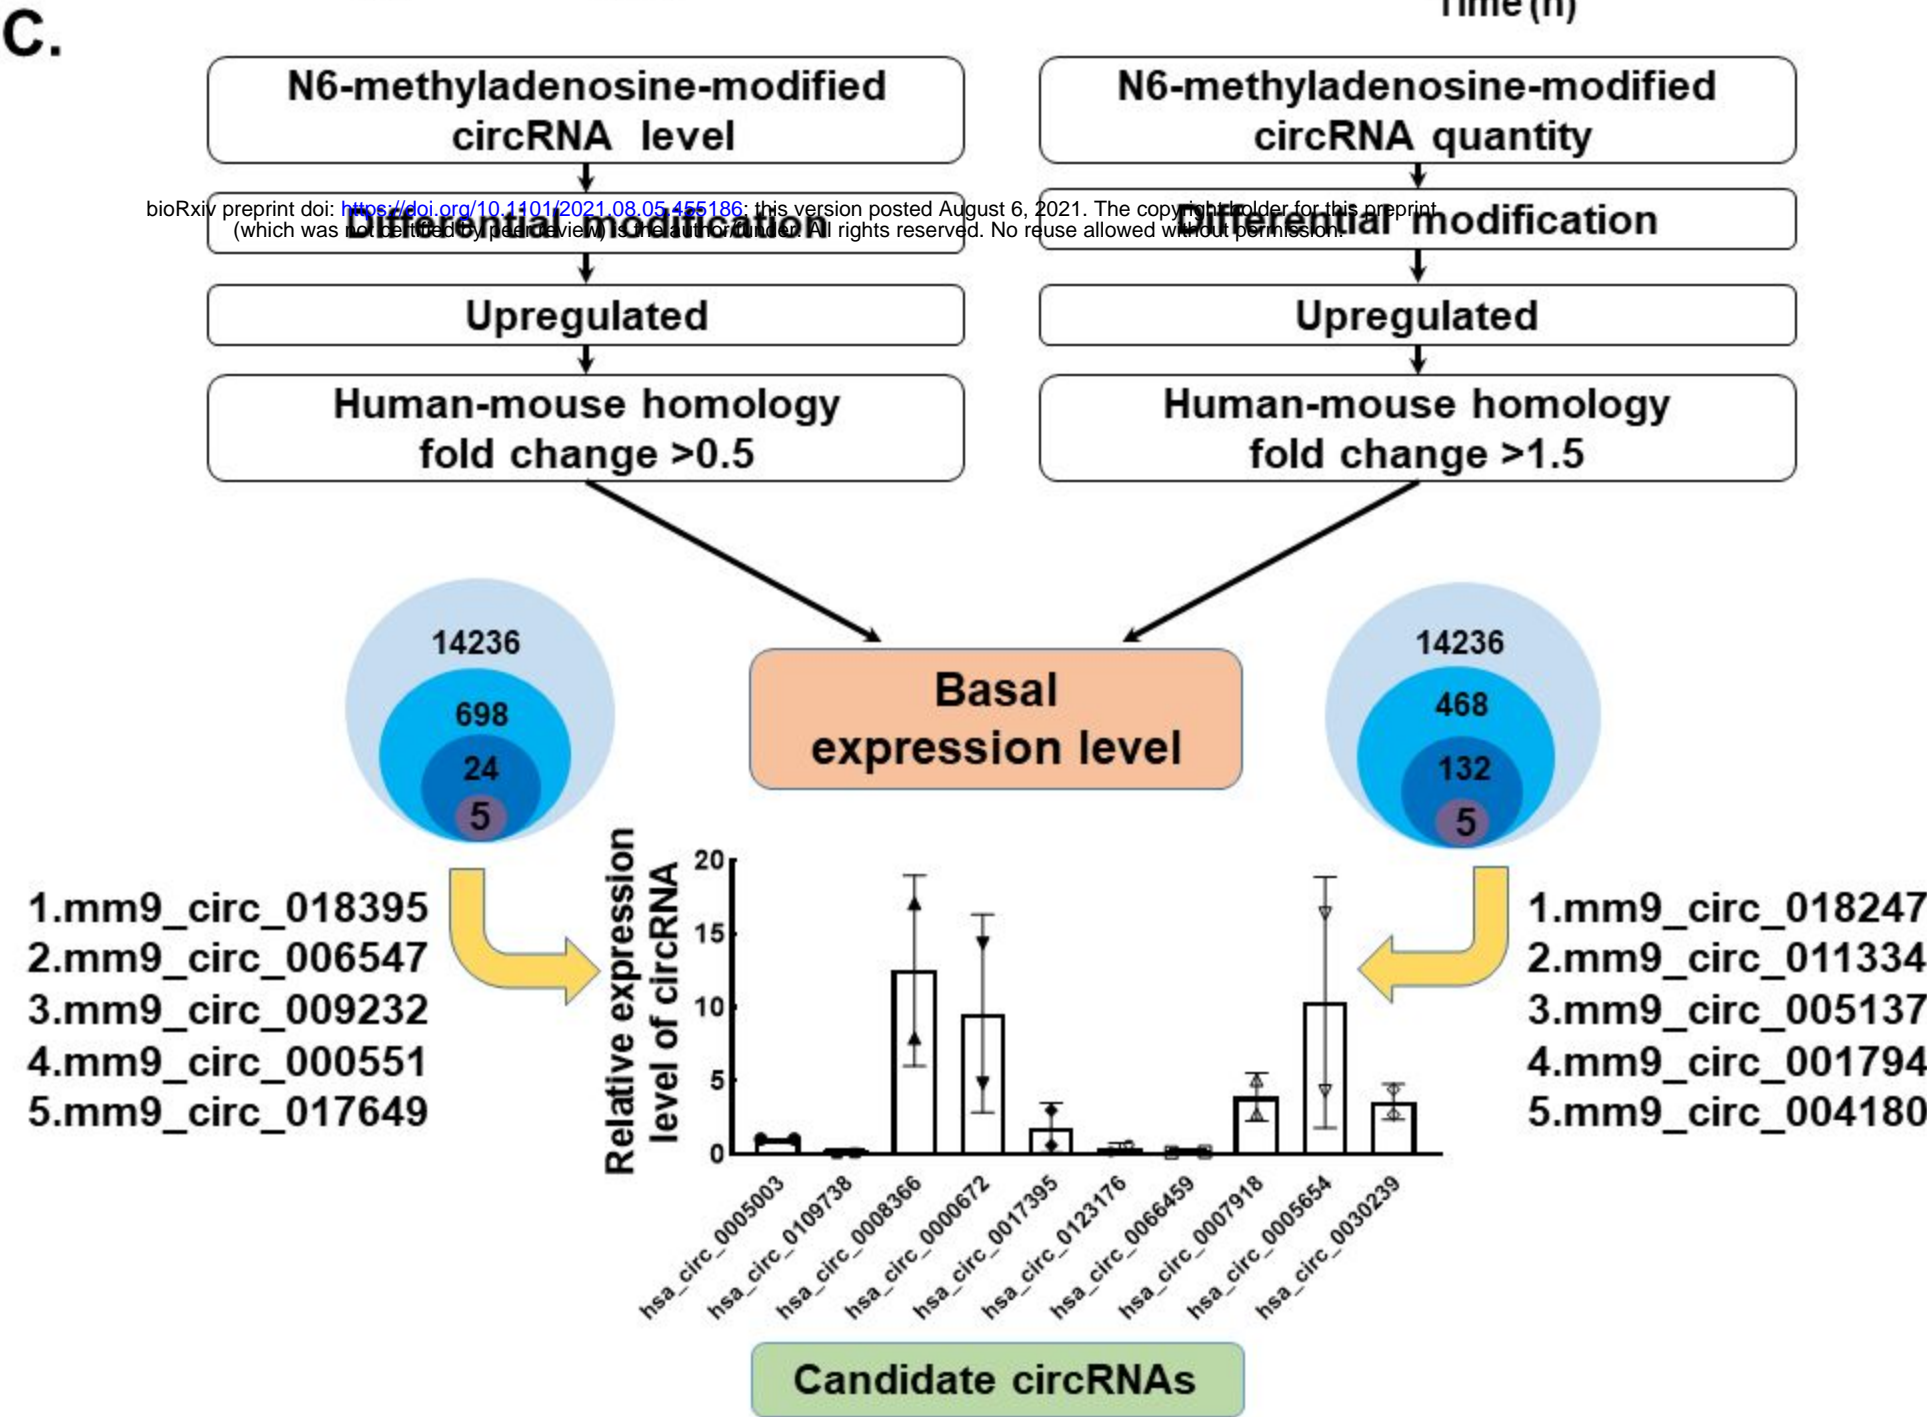 Time (h)
C.
N6-methyladenosine-modified
circRNA level
N6-methyladenosine-modified
circRNA quantity
Differential modification
Differential modification
bioRxiv preprint doi: https://doi.org/10.1101/2021.08.05.455186; this version posted August 6, 2021. The copyright holder for this preprint
(which was not certified by peer review) is the author/funder. All rights reserved. No reuse allowed without permission.
Upregulated
Upregulated
Human-mouse homology
fold change >0.5
Human-mouse homology
fold change >1.5
14236
698
24
5
Basal
expression level
14236
468
132
5
1.mm9_circ_018395
2.mm9_circ_006547
3.mm9_circ_009232
4.mm9_circ_000551
5.mm9_circ_017649
Relative expression
level of circRNA
20
15
10
5
0
hsa_circ_0005003
hsa_circ_0109738
hsa_circ_0008366
hsa_circ_0000672
hsa_circ_0017395
hsa_circ_0123176
hsa_circ_0066459
hsa_circ_0007918
hsa_circ_0005654
hsa_circ_0030239
1.mm9_circ_018247
2.mm9_circ_011334
3.mm9_circ_005137
4.mm9_circ_001794
5.mm9_circ_004180
Candidate circRNAs